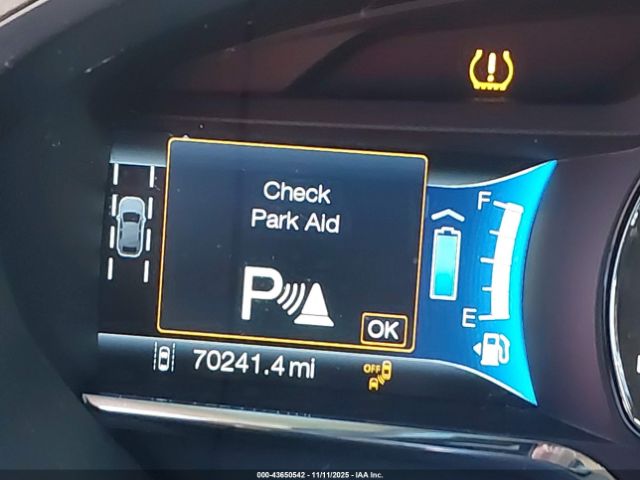 Check
Park Aid
P
OK
F
E
70241.4 mi
OFF
000-43650542 - 11/11/2025 - IAA Inc.